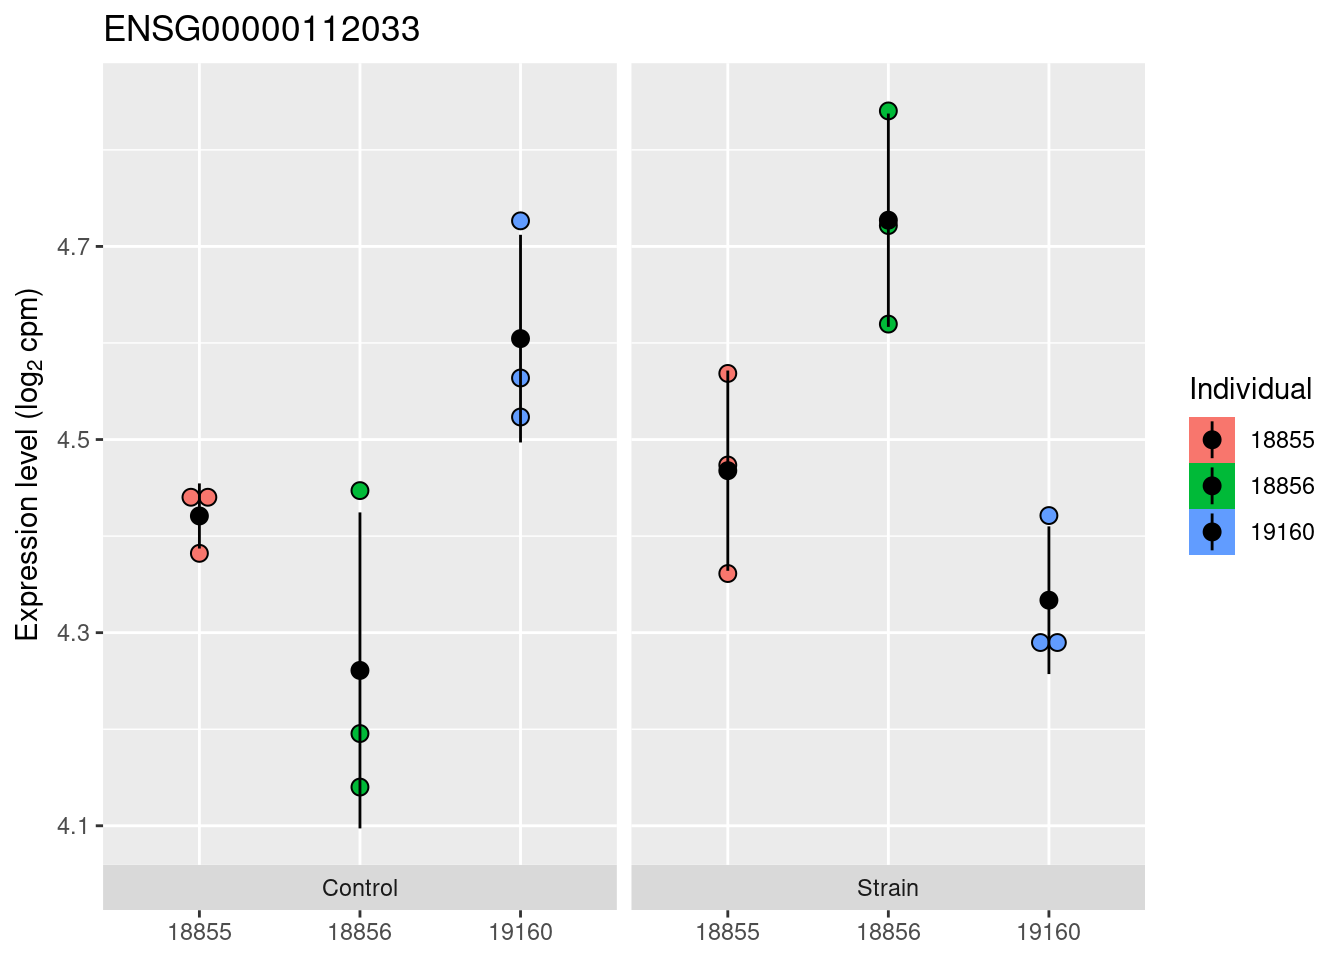 ENSG00000112033
Expression level (log₂ cpm)
4.7
4.5
4.3
4.1
Control
Strain
18855 18856 19160
18855 18856 19160
Individual
18855
18856
19160